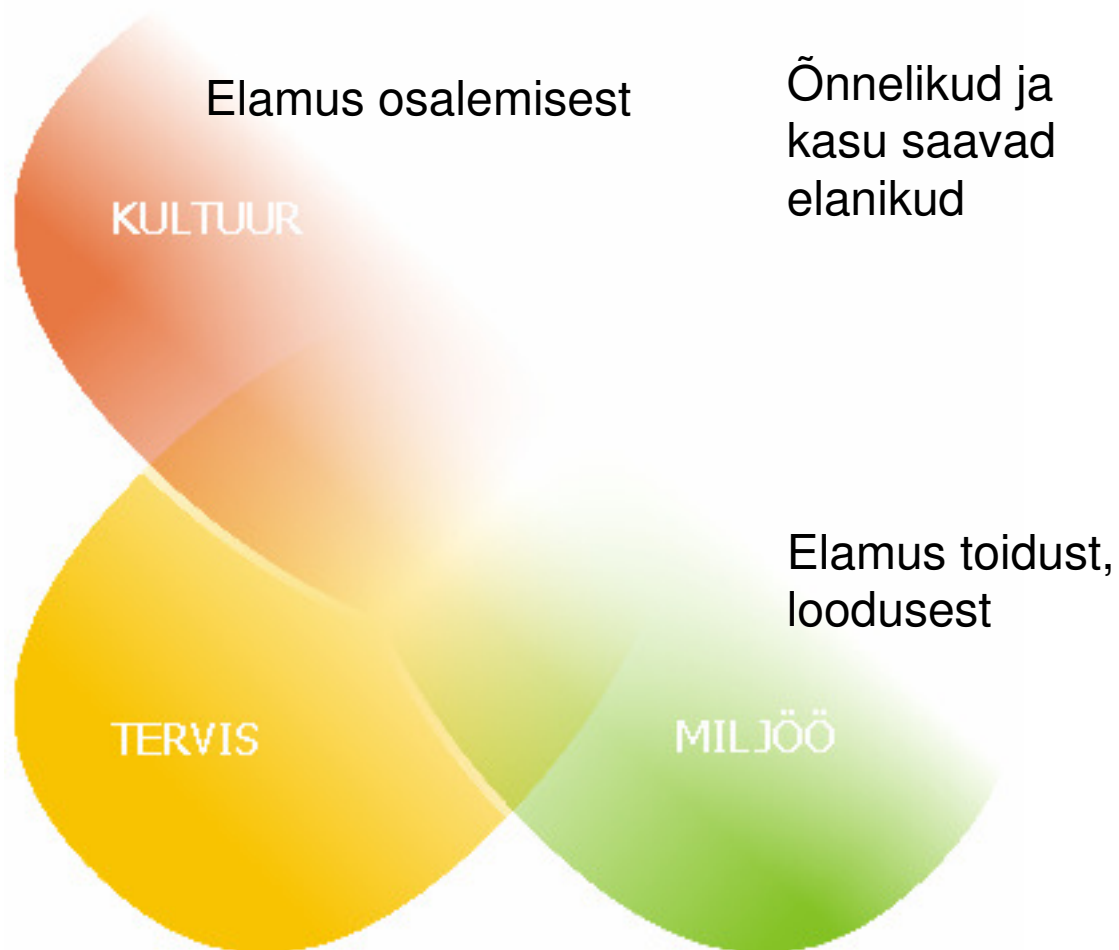 Elamus osalemisest
Õnnelikud ja
kasu saavad
elanikud
KULTUUR
Elamus toidust,
loodusest
TERVIS
MILJÖÖ